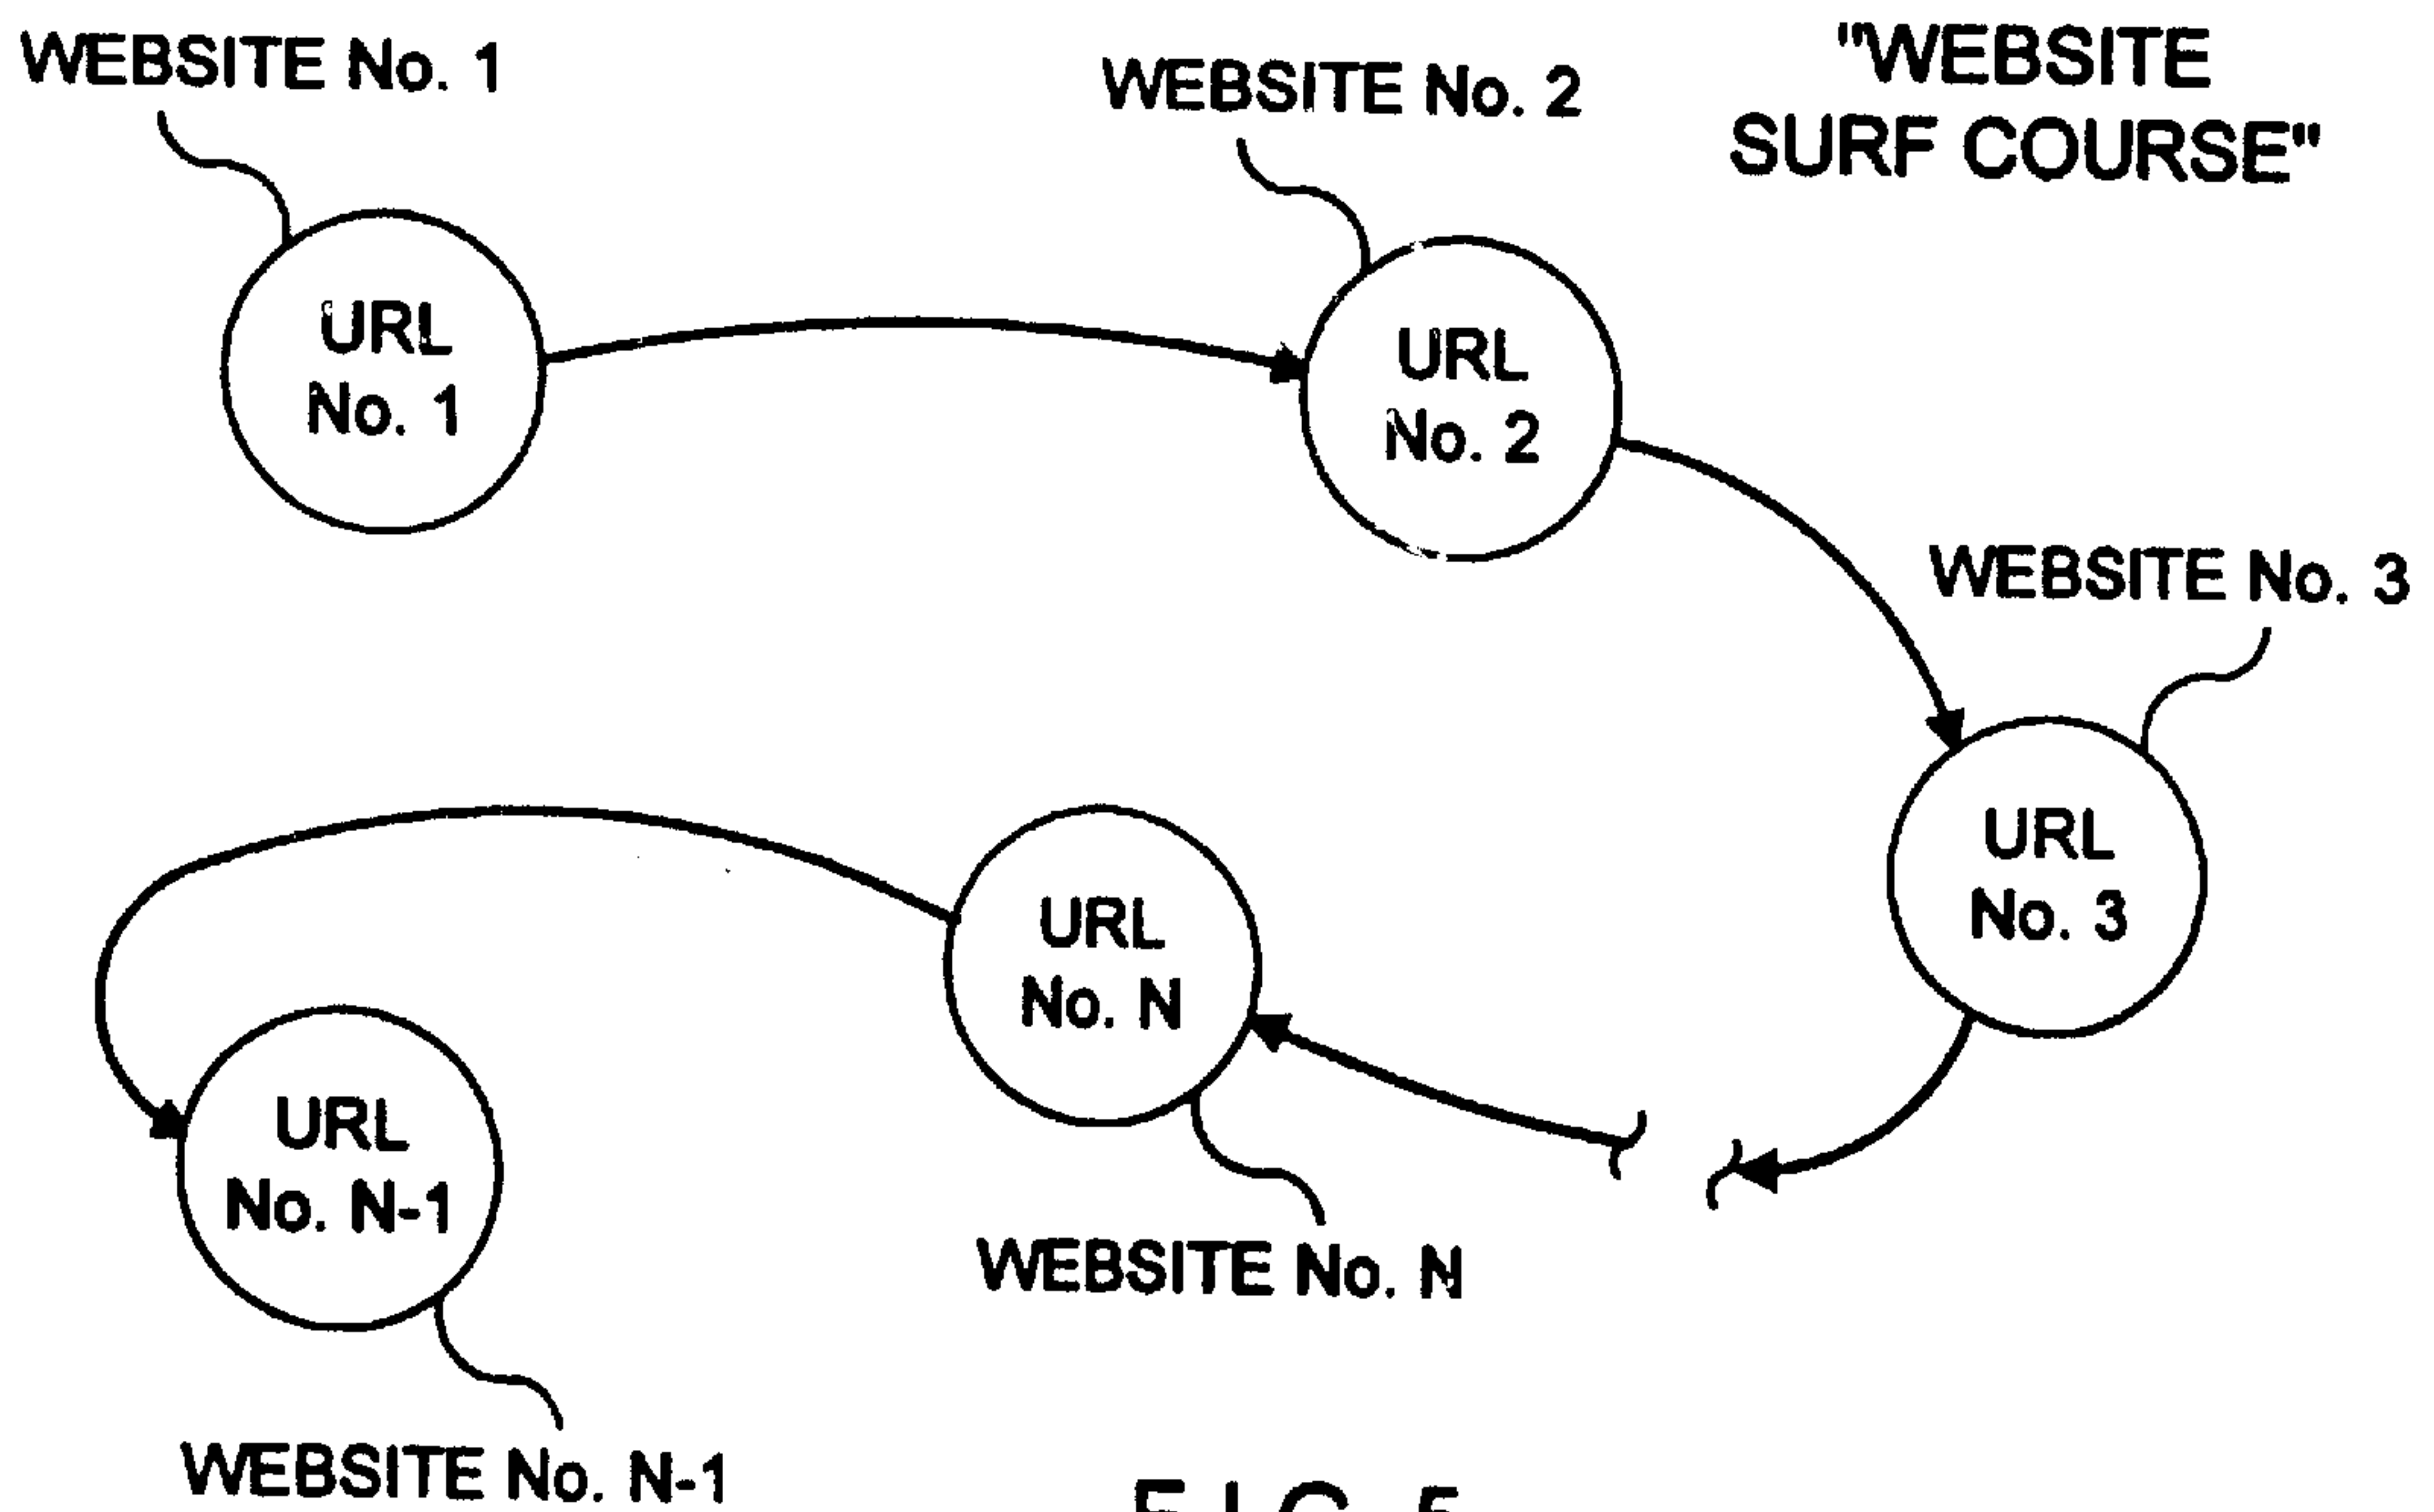 WEBSITE No. 1
WEBSITE No. 2
"WEBSITE
SURF COURSE"
URL
No. 1
URL
No. 2
WEBSITE No. 3
URL
No. 3
URL
No. N
WEBSITE No. N
URL
No. N-1
WEBSITE No. N-1